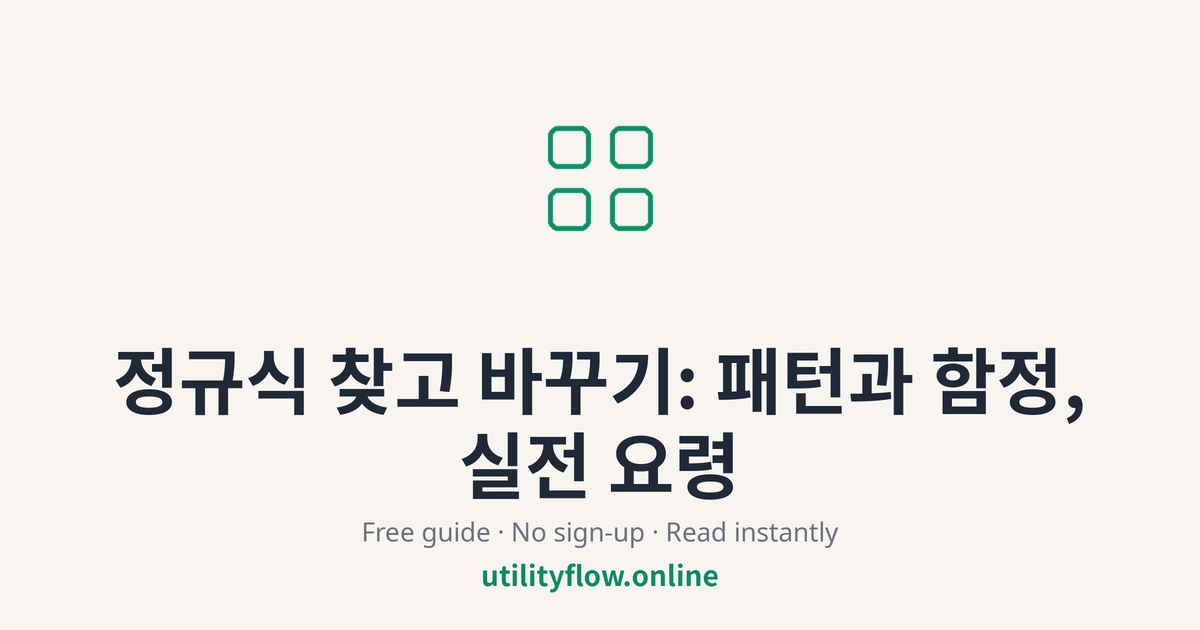 정규식 찾고 바꾸기: 패턴과 함정,
실전 요령
Free guide · No sign-up · Read instantly
utilityflow.online